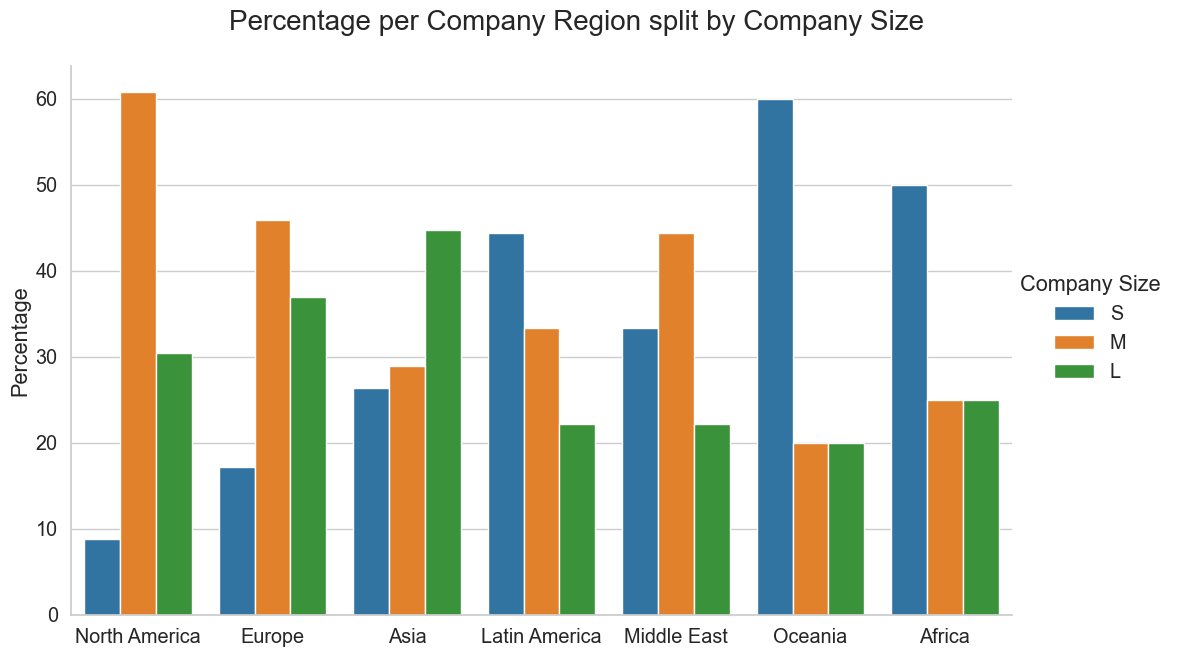 Percentage per Company Region split by Company Size
Percentage
60
50
40
30
20
10
0
North America Europe Asia Latin America Middle East Oceania Africa
Company Size
S
M
L